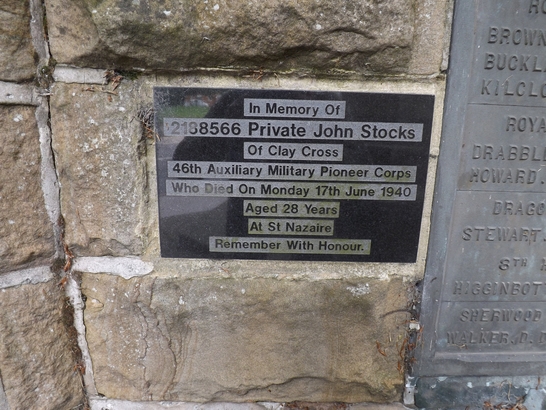 In Memory Of
2188566 Private John Stocks
Of Clay Cross
46th Auxiliary Military Pioneer Corps
Who Died On Monday 17th June 1940
Aged 28 Years
At St Nazaire
Remember With Honour.
BROWN
BUCKL
KILCLO
ROYA
DRABBL
HOWARD.
DRAGO
STEWART.
8TH
HIGGINBOT
SHERWOOD
WALKER. D.